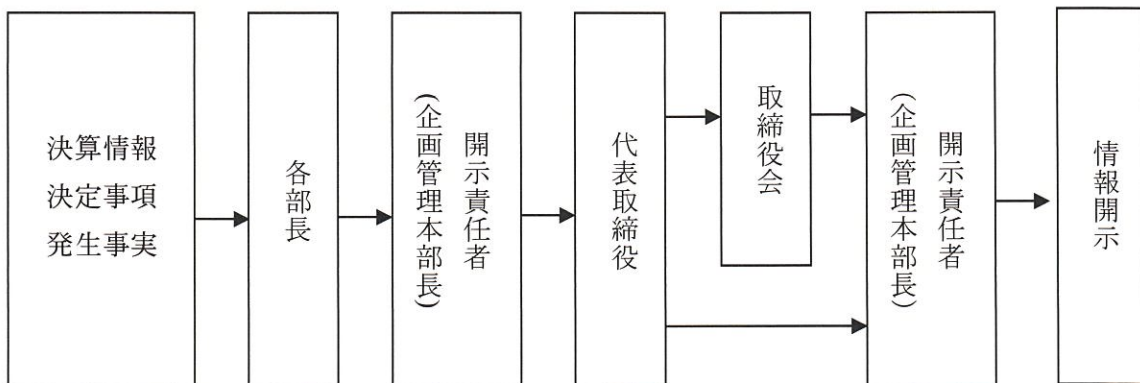 決算情報
決定事項
発生事実
各部長
開示責任者
(企画管理本部長)
代表取締役
取締役会
開示責任者
(企画管理本部長)
情報開示